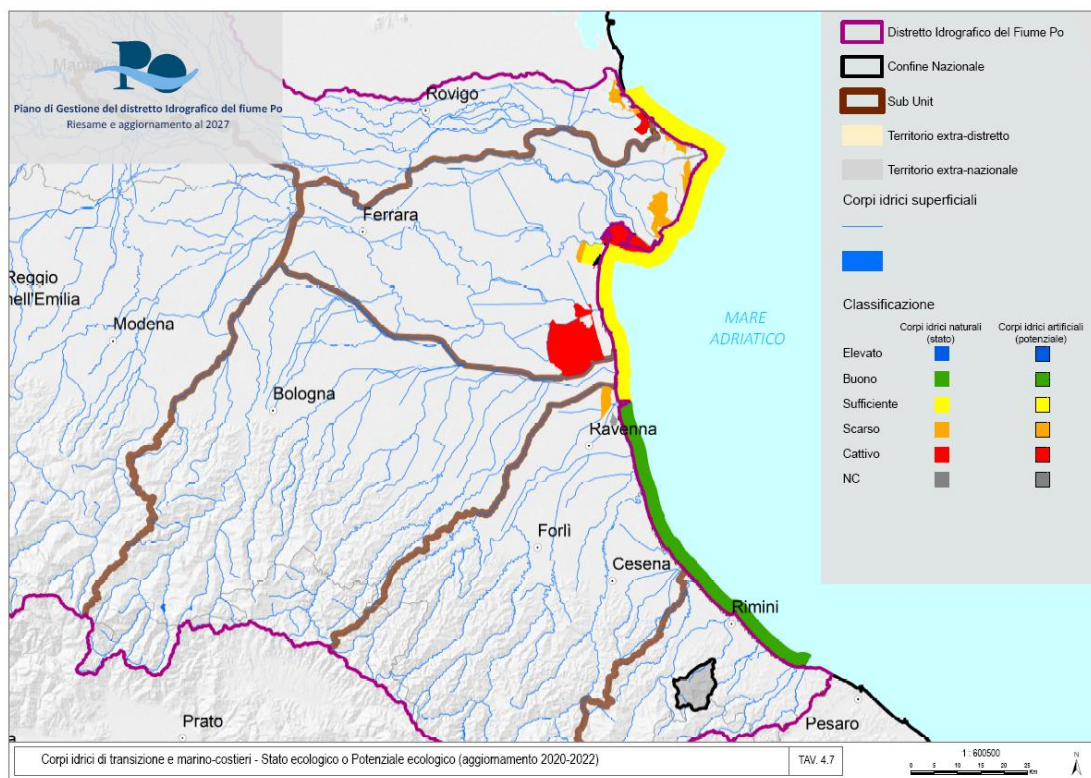 Mantova
Po
Piano di Gestione del distretto Idrografico del fiume Po
Riesame e aggiornamento al 2027
Rovigo
Ferrara
Reggio
nell'Emilia
Modena
Bologna
Ravenna
Forlì
Cesena
Rimini
Prato
Pesaro
MARE
ADRIATICO
Distretto Idrografico del Fiume Po
Confine Nazionale
Sub Unit
Territorio extra-distretto
Territorio extra-nazionale
Corpi idrici superficiali
Classificazione
Corpi idrici naturali
(stato)
Corpi idrici artificiali
(potenziale)
Elevato
Buono
Sufficiente
Scarso
Cattivo
NC
Corpi idrici di transizione e marino-costieri - Stato ecologico o Potenziale ecologico (aggiornamento 2020-2022)
TAV. 4.7
1 : 600500
0 5 10 15 20 25
Km
N